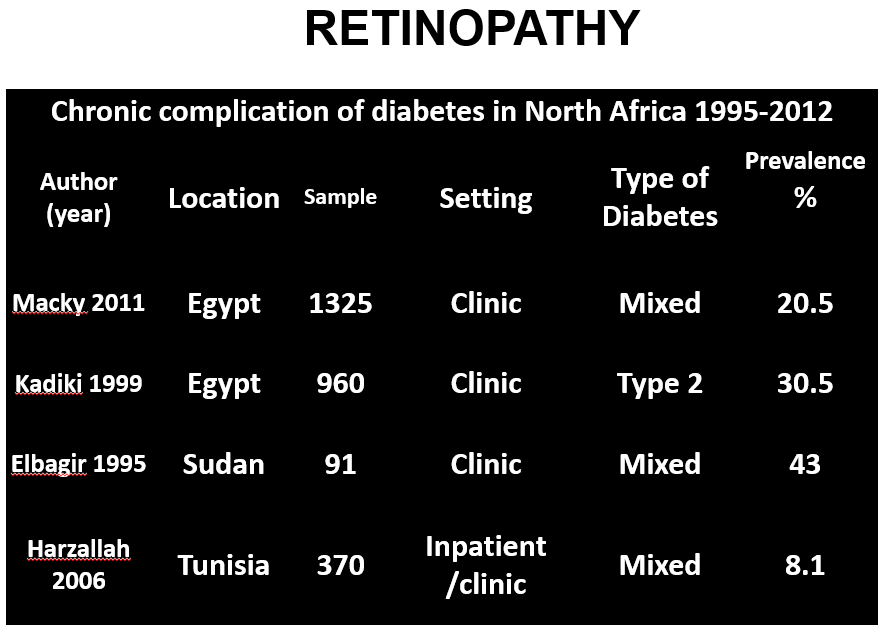 RETINOPATHY
Chronic complication of diabetes in North Africa 1995-2012
Author (year) Location Sample Setting Type of Diabetes Prevalence %
Macky 2011 Egypt 1325 Clinic Mixed 20.5
Kadiki 1999 Egypt 960 Clinic Type 2 30.5
Elbagir 1995 Sudan 91 Clinic Mixed 43
Harzallah 2006 Tunisia 370 Inpatient /clinic Mixed 8.1